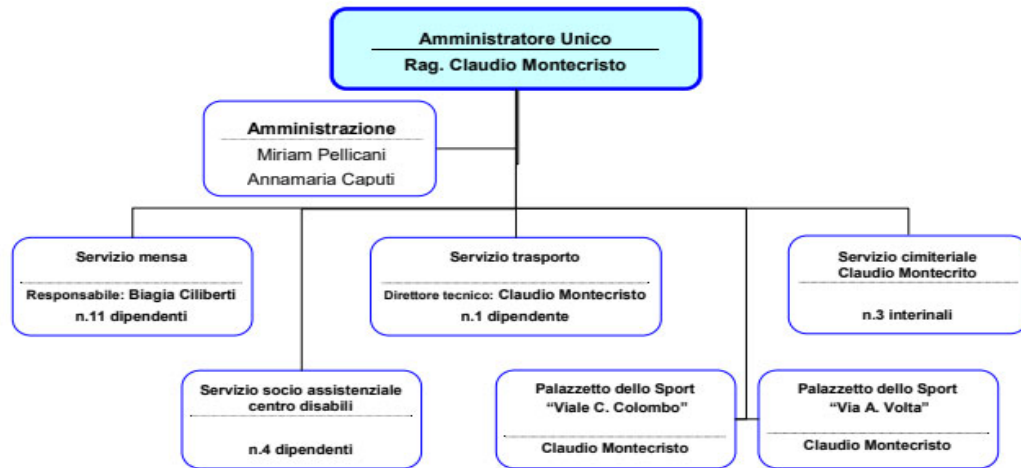 Amministratore Unico
Rag. Claudio Montecristo
Amministrazione
Miriam Pellicani
Annamaria Caputi
Servizio mensa
Responsabile: Biagia Ciliberti
n.11 dipendenti
Servizio trasporto
Direttore tecnico: Claudio Montecristo
n.1 dipendente
Servizio cimiteriale
Claudio Montecrito
n.3 interinali
Servizio socio assistenziale
centro disabili
n.4 dipendenti
Palazzetto dello Sport
“Viale C. Colombo”
Claudio Montecristo
Palazzetto dello Sport
“Via A. Volta”
Claudio Montecristo